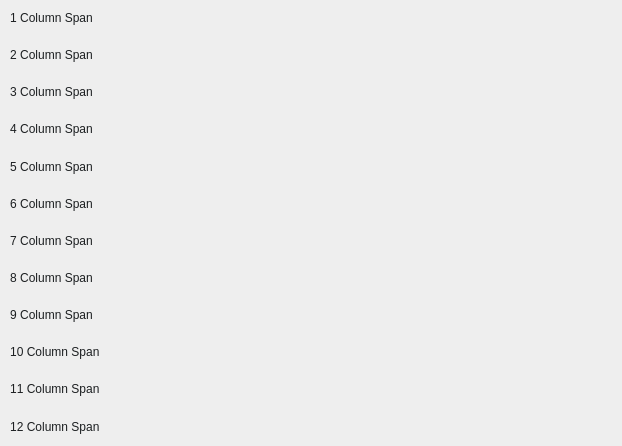 1 Column Span
2 Column Span
3 Column Span
4 Column Span
5 Column Span
6 Column Span
7 Column Span
8 Column Span
9 Column Span
10 Column Span
11 Column Span
12 Column Span